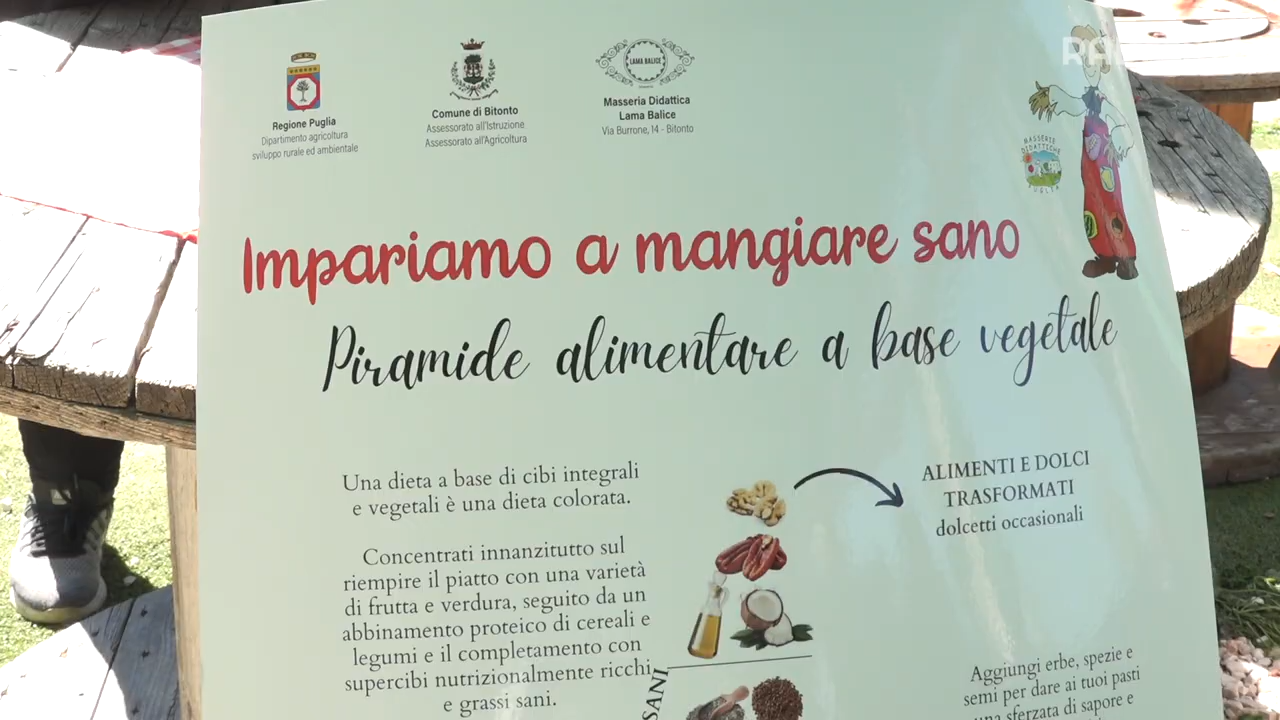 Regione Puglia
Dipartimento agricoltura
sviluppo rurale ed ambientale
Comune di Bitonto
Assessorato all'Istruzione
Assessorato all'Agricoltura
LAMA BALICE
Masseria Didattica
Lama Balice
Via Burrone, 14 - Bitonto
MASSERIE
DIDATTICHE
PUGLIA
Impariamo a mangiare sano
Piramide alimentare a base vegetale
Una dieta a base di cibi integrali
e vegetali è una dieta colorata.
Concentrati innanzitutto sul
riempire il piatto con una varietà
di frutta e verdura, seguito da un
abbinamento proteico di cereali e
legumi e il completamento con
supercibi nutrizionalmente ricchi,
e grassi sani.
ALIMENTI E DOLCI
TRASFORMATI
dolcetti occasionali
SANI
Aggiungi erbe, spezie e
semi per dare ai tuoi pasti
una sferzata di sapore e